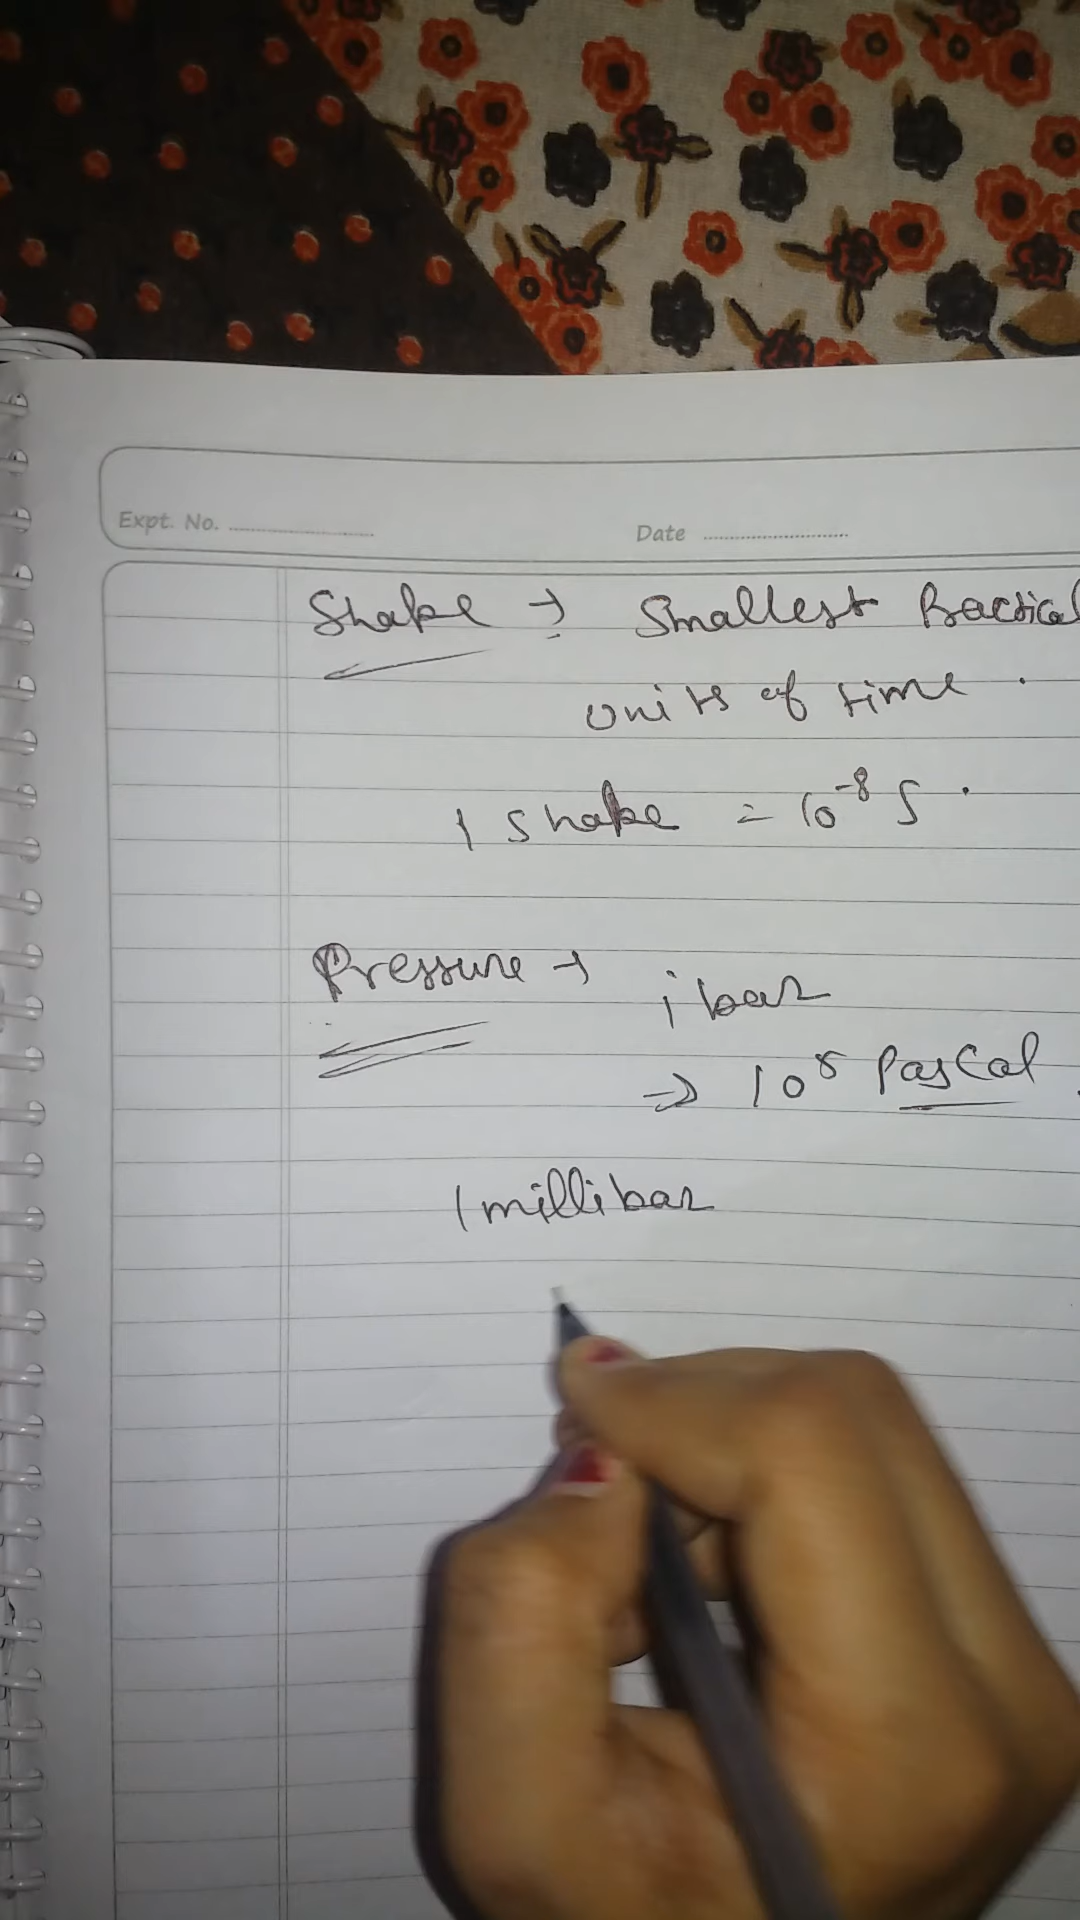 Expt. No. ........................
Date ........................
Shake → Smallest Practical
units of time .
1 Shake = 10⁻⁸ S .
Pressure → 1 bar
⇒ 10⁵ Pascal .
1 millibar